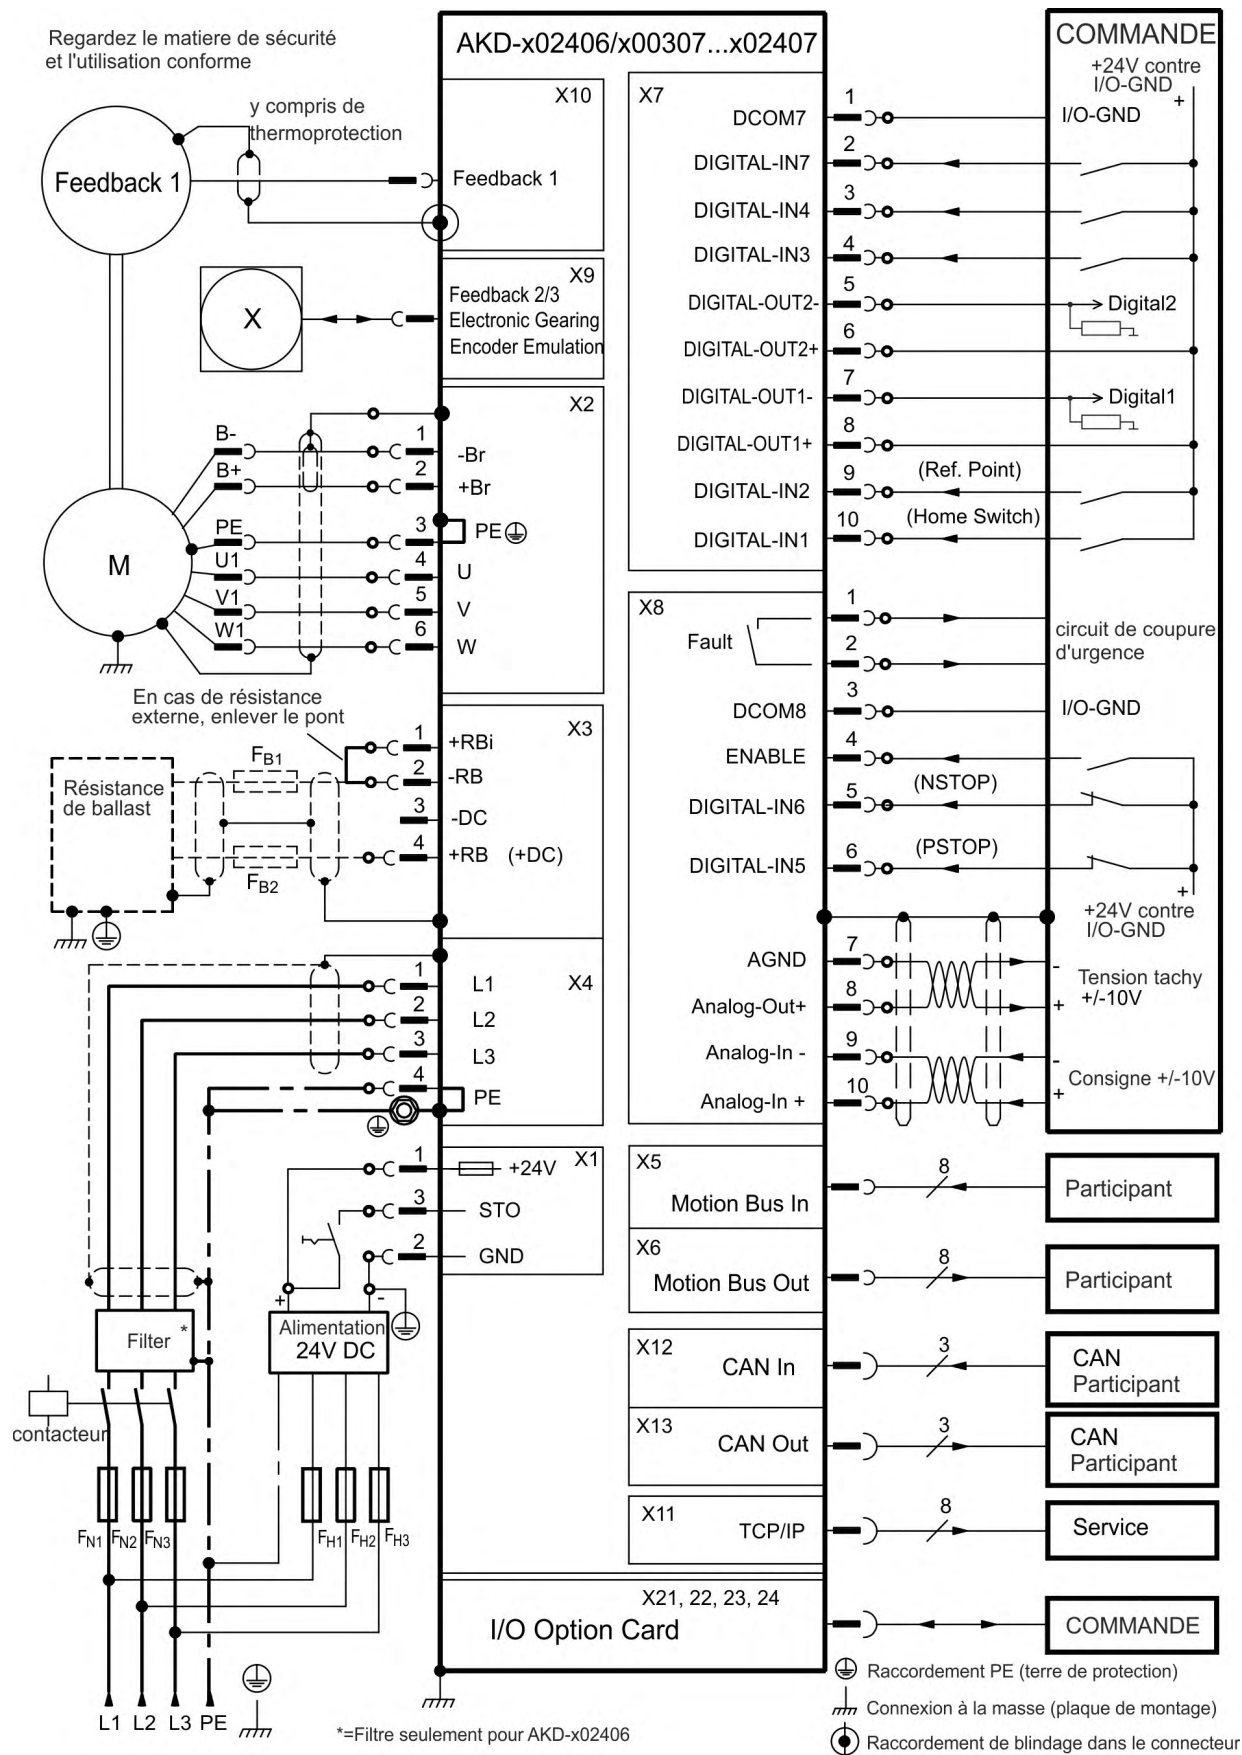 Regardez le matiere de sécurité
et l'utilisation conforme
AKD-x02406/x00307...x02407
COMMANDE
+24V contre
I/O-GND
+
y compris de
thermoprotection
Feedback 1
X10
Feedback 1
X
X9
Feedback 2/3
Electronic Gearing
Encoder Emulation
X2
B-
1
-Br
B+
2
+Br
PE
3
PE
M
U1
4
U
V1
5
V
W1
6
W
En cas de résistance
externe, enlever le pont
X3
1
+RBi
FB1
2
-RB
Résistance
de ballast
3
-DC
4
+RB (+DC)
FB2
X4
1
L1
2
L2
3
L3
4
PE
X1
1
+24V
3
STO
2
GND
+
-
Alimentation
24V DC
Filter *
contacteur
FN1 FN2 FN3
FH1 FH2 FH3
L1 L2 L3 PE
*=Filtre seulement pour AKD-x02406
X7
DCOM7
1
I/O-GND
DIGITAL-IN7
2
DIGITAL-IN4
3
DIGITAL-IN3
4
DIGITAL-OUT2-
5
Digital2
DIGITAL-OUT2+
6
DIGITAL-OUT1-
7
Digital1
DIGITAL-OUT1+
8
DIGITAL-IN2
9
(Ref. Point)
DIGITAL-IN1
10
(Home Switch)
X8
Fault
1
2
circuit de coupure
d'urgence
DCOM8
3
I/O-GND
ENABLE
4
DIGITAL-IN6
5
(NSTOP)
DIGITAL-IN5
6
(PSTOP)
+
+24V contre
I/O-GND
AGND
7
-
Tension tachy
+/-10V
Analog-Out+
8
+
Analog-In -
9
-
Consigne +/-10V
Analog-In +
10
+
X5
Motion Bus In
8
Participant
X6
Motion Bus Out
8
Participant
X12
CAN In
3
CAN
Participant
X13
CAN Out
3
CAN
Participant
X11
TCP/IP
8
Service
X21, 22, 23, 24
I/O Option Card
COMMANDE
Raccordement PE (terre de protection)
Connexion à la masse (plaque de montage)
Raccordement de blindage dans le connecteur